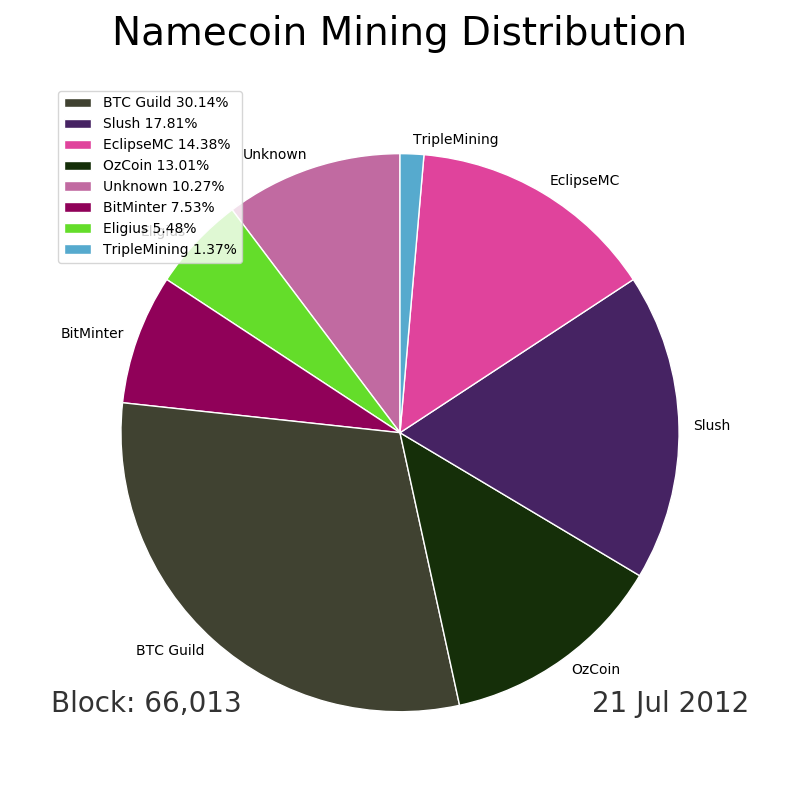 Namecoin Mining Distribution
BTC Guild 30.14%
Slush 17.81%
EclipseMC 14.38%
OzCoin 13.01%
Unknown 10.27%
BitMinter 7.53%
Eligius 5.48%
TripleMining 1.37%
Unknown
TripleMining
EclipseMC
Eligius
BitMinter
Slush
BTC Guild
OzCoin
Block: 66,013
21 Jul 2012